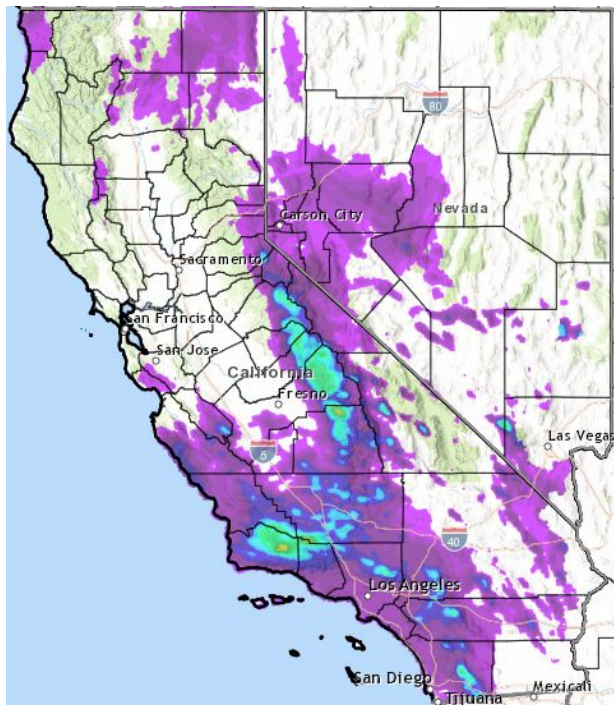 80
Carson City
Nevada
Sacramento
San Francisco
San Jose
California
Fresno
5
Las Vegas
40
Los Angeles
San Diego
Tijuana
Mexicali